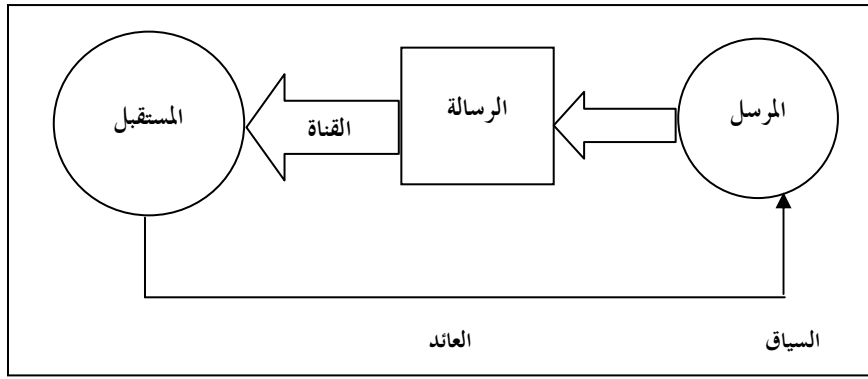 المرسل
الرسالة
القناة
المستقبل
السياق
العائد